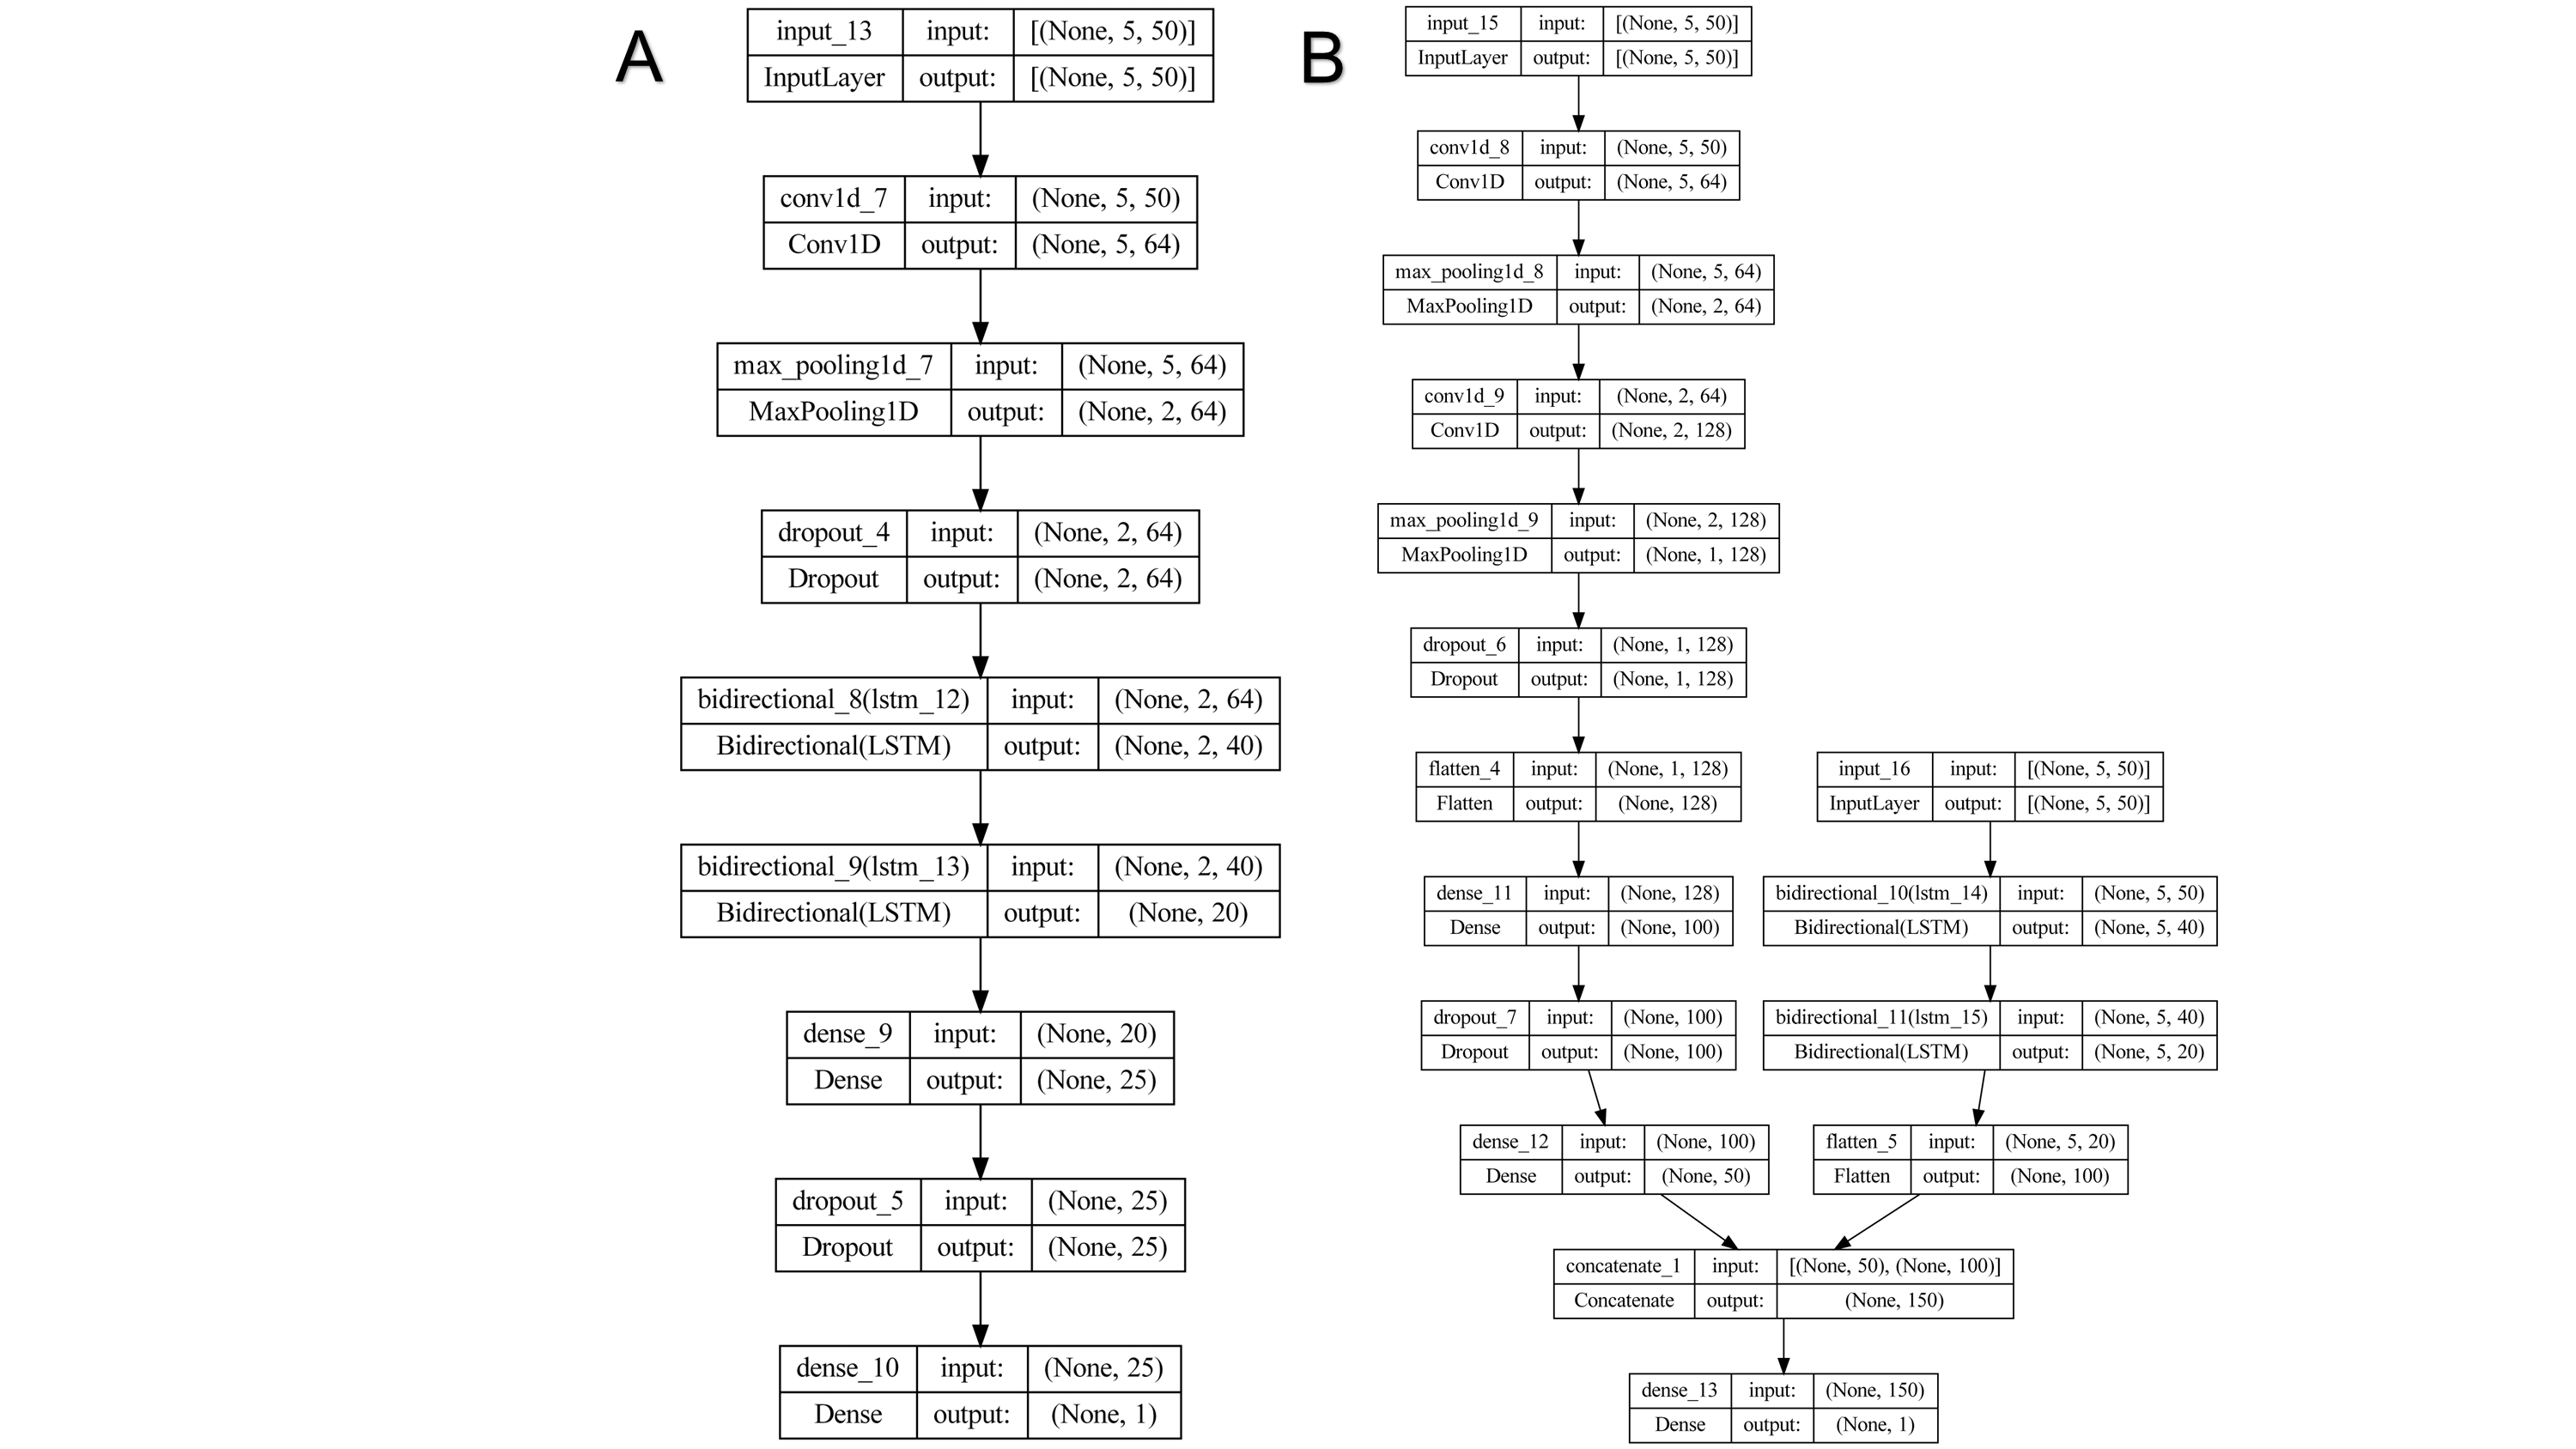 A
input_13 input: [(None, 5, 50)]
InputLayer output: [(None, 5, 50)]
conv1d_7 input: (None, 5, 50)
Conv1D output: (None, 5, 64)
max_pooling1d_7 input: (None, 5, 64)
MaxPooling1D output: (None, 2, 64)
dropout_4 input: (None, 2, 64)
Dropout output: (None, 2, 64)
bidirectional_8(lstm_12) input: (None, 2, 64)
Bidirectional(LSTM) output: (None, 2, 40)
bidirectional_9(lstm_13) input: (None, 2, 40)
Bidirectional(LSTM) output: (None, 20)
dense_9 input: (None, 20)
Dense output: (None, 25)
dropout_5 input: (None, 25)
Dropout output: (None, 25)
dense_10 input: (None, 25)
Dense output: (None, 1)
B
input_15 input: [(None, 5, 50)]
InputLayer output: [(None, 5, 50)]
conv1d_8 input: (None, 5, 50)
Conv1D output: (None, 5, 64)
max_pooling1d_8 input: (None, 5, 64)
MaxPooling1D output: (None, 2, 64)
conv1d_9 input: (None, 2, 64)
Conv1D output: (None, 2, 128)
max_pooling1d_9 input: (None, 2, 128)
MaxPooling1D output: (None, 1, 128)
dropout_6 input: (None, 1, 128)
Dropout output: (None, 1, 128)
flatten_4 input: (None, 1, 128)
Flatten output: (None, 128)
dense_11 input: (None, 128)
Dense output: (None, 100)
dropout_7 input: (None, 100)
Dropout output: (None, 100)
dense_12 input: (None, 100)
Dense output: (None, 50)
input_16 input: [(None, 5, 50)]
InputLayer output: [(None, 5, 50)]
bidirectional_10(lstm_14) input: (None, 5, 50)
Bidirectional(LSTM) output: (None, 5, 40)
bidirectional_11(lstm_15) input: (None, 5, 40)
Bidirectional(LSTM) output: (None, 5, 20)
flatten_5 input: (None, 5, 20)
Flatten output: (None, 100)
concatenate_1 input: [(None, 50), (None, 100)]
Concatenate output: (None, 150)
dense_13 input: (None, 150)
Dense output: (None, 1)